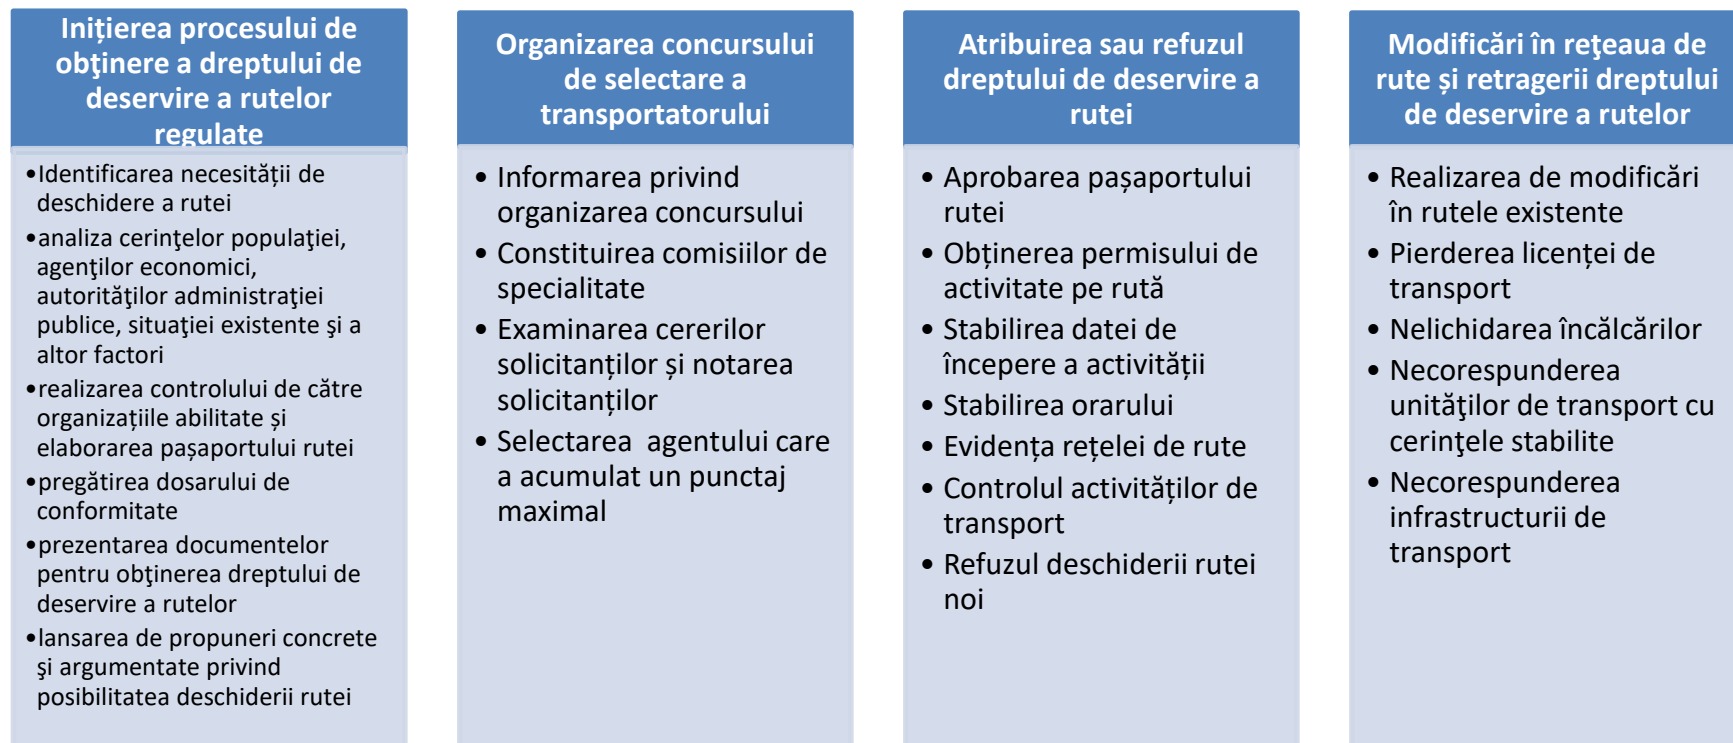 Inițierea procesului de
obţinere a dreptului de
deservire a rutelor
regulate
•Identificarea necesității de
deschidere a rutei
•analiza cerinţelor populaţiei,
agenţilor economici,
autorităţilor administraţiei
publice, situaţiei existente şi a
altor factori
•realizarea controlului de către
organizațiile abilitate și
elaborarea pașaportului rutei
•pregătirea dosarului de
conformitate
•prezentarea documentelor
pentru obţinerea dreptului de
deservire a rutelor
•lansarea de propuneri concrete
şi argumentate privind
posibilitatea deschiderii rutei
Organizarea concursului
de selectare a
transportatorului
• Informarea privind
organizarea concursului
• Constituirea comisiilor de
specialitate
• Examinarea cererilor
solicitanților și notarea
solicitanților
• Selectarea agentului care
a acumulat un punctaj
maximal
Atribuirea sau refuzul
dreptului de deservire a
rutei
• Aprobarea pașaportului
rutei
• Obținerea permisului de
activitate pe rută
• Stabilirea datei de
începere a activității
• Stabilirea orarului
• Evidența rețelei de rute
• Controlul activităților de
transport
• Refuzul deschiderii rutei
noi
Modificări în reţeaua de
rute și retragerii dreptului
de deservire a rutelor
• Realizarea de modificări
în rutele existente
• Pierderea licenței de
transport
• Nelichidarea încălcărilor
• Necorespunderea
unităţilor de transport cu
cerinţele stabilite
• Necorespunderea
infrastructurii de
transport